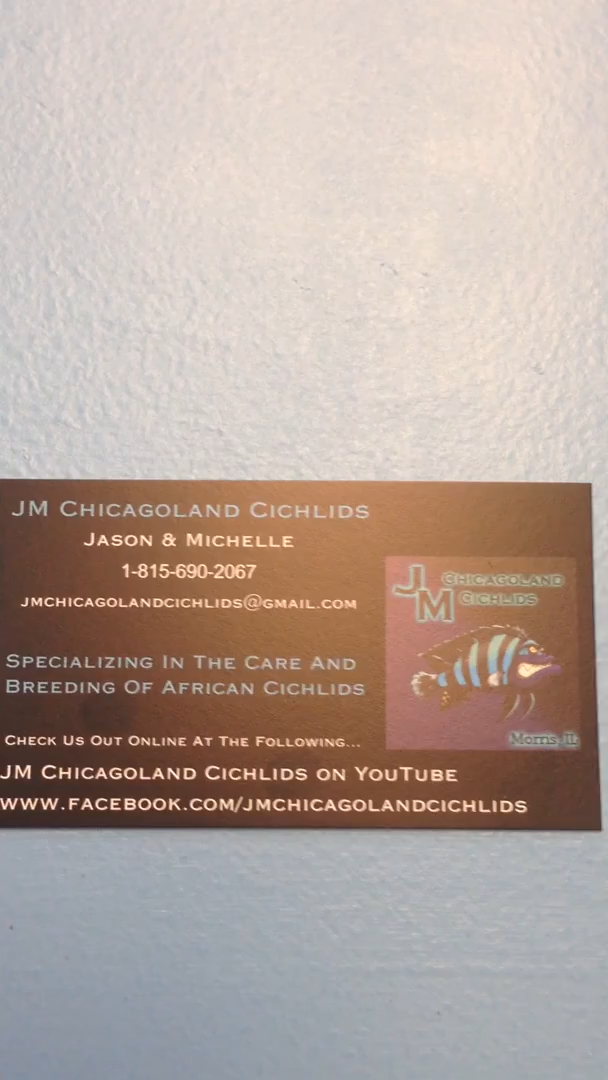 JM CHICAGOLAND CICHLIDS
JASON & MICHELLE
1-815-690-2067
JMCHICAGOLANDCICHLIDS@GMAIL.COM
SPECIALIZING IN THE CARE AND
BREEDING OF AFRICAN CICHLIDS
CHECK US OUT ONLINE AT THE FOLLOWING...
JM CHICAGOLAND CICHLIDS ON YOUTUBE
WWW.FACEBOOK.COM/JMCHICAGOLANDCICHLIDS
JM CHICAGOLAND
CICHLIDS
Morris, IL